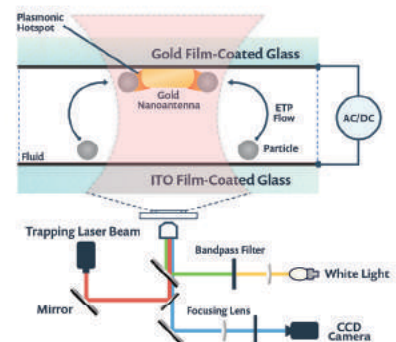 Plasmonic
Hotspot
Gold Film-Coated Glass
Gold
Nanoantenna
ETP
Flow
AC/DC
Particle
Fluid
ITO Film-Coated Glass
Trapping Laser Beam
Bandpass Filter
White Light
Mirror
Focusing Lens
CCD
Camera